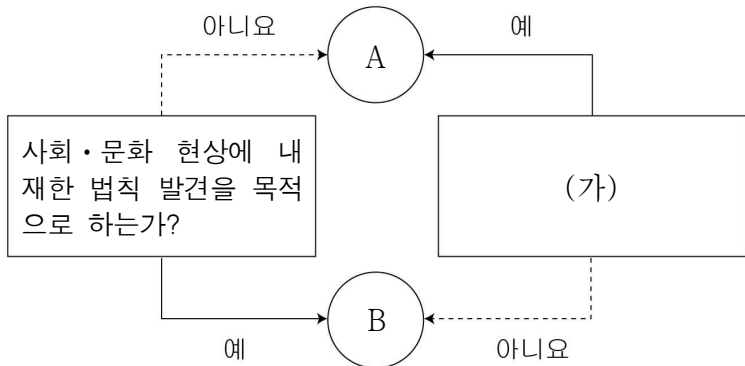 아니요
예
A
사회·문화 현상에 내
재한 법칙 발견을 목적
으로 하는가?
(가)
B
예
아니요